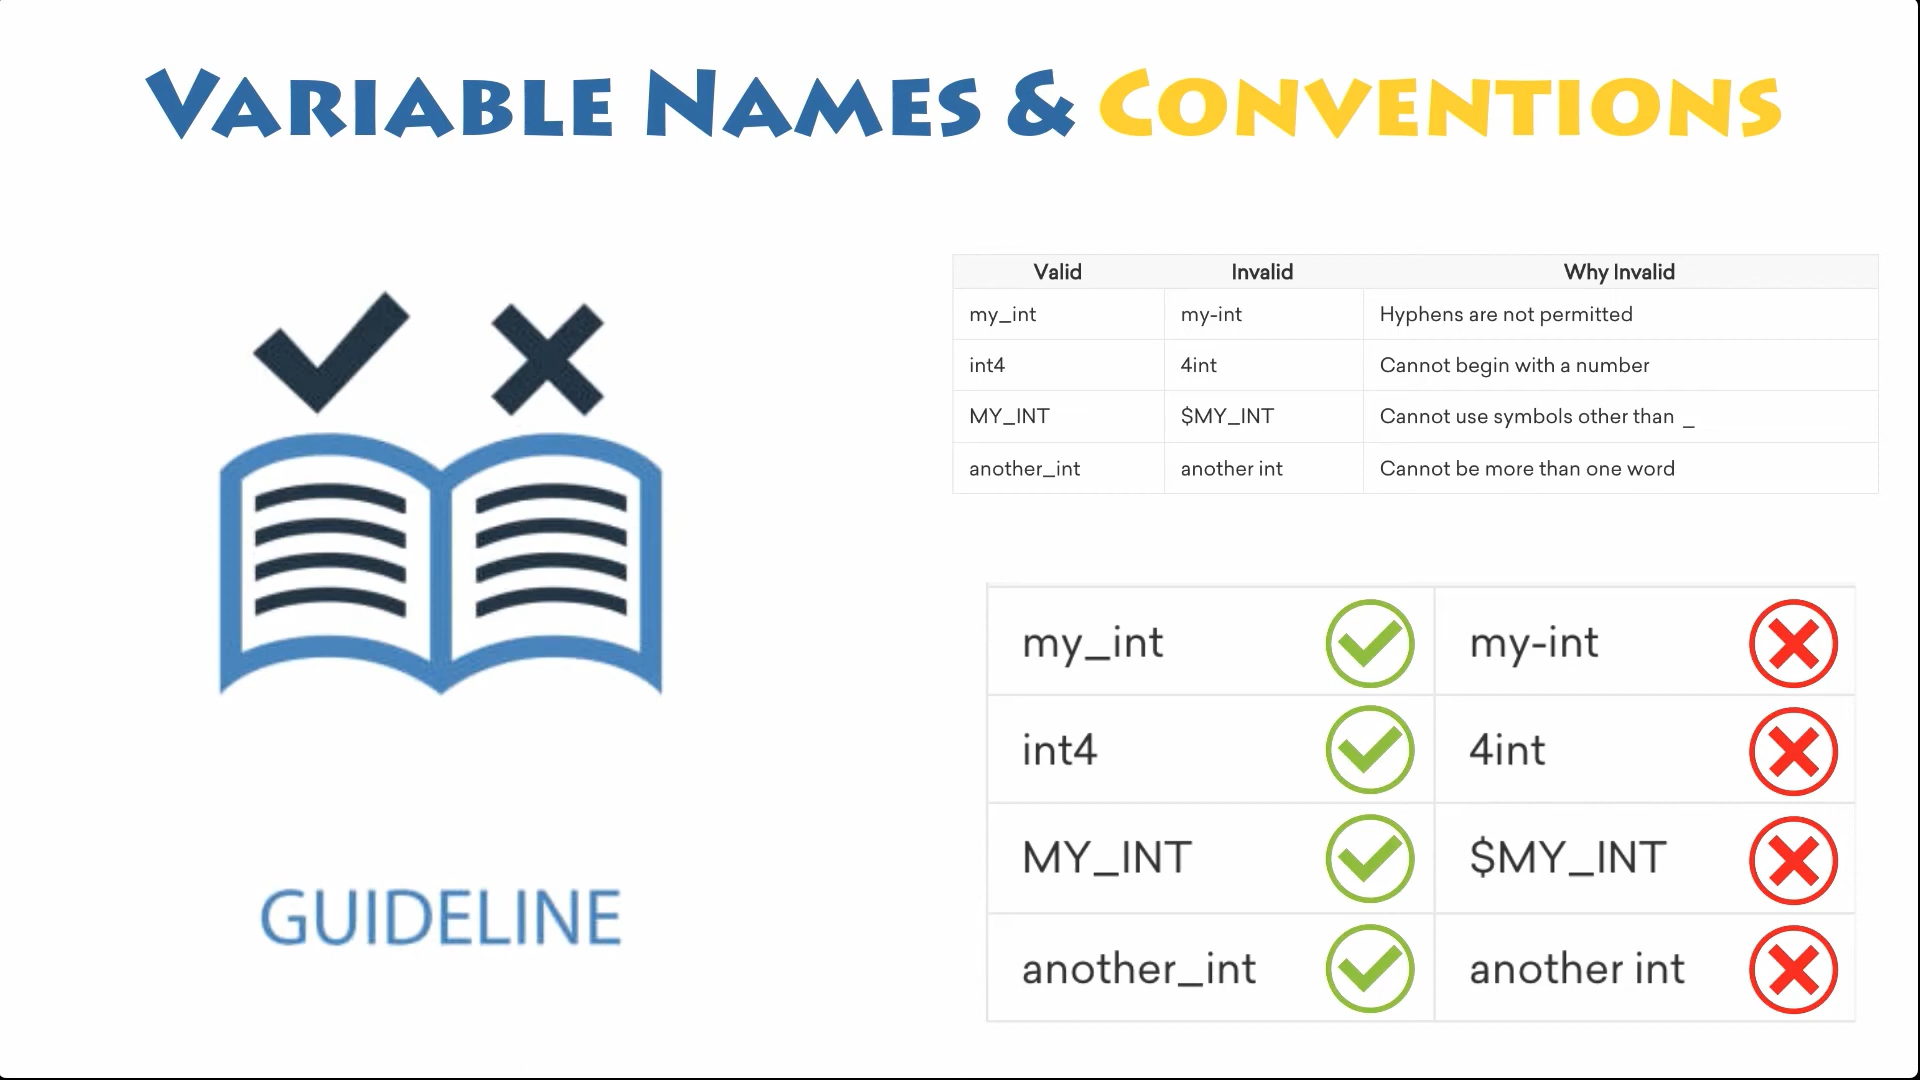 VARIABLE NAMES & CONVENTIONS
Valid Invalid Why Invalid
my_int my-int Hyphens are not permitted
int4 4int Cannot begin with a number
MY_INT $MY_INT Cannot use symbols other than _
another_int another int Cannot be more than one word
my_int my-int
int4 4int
MY_INT $MY_INT
another_int another int
GUIDELINE